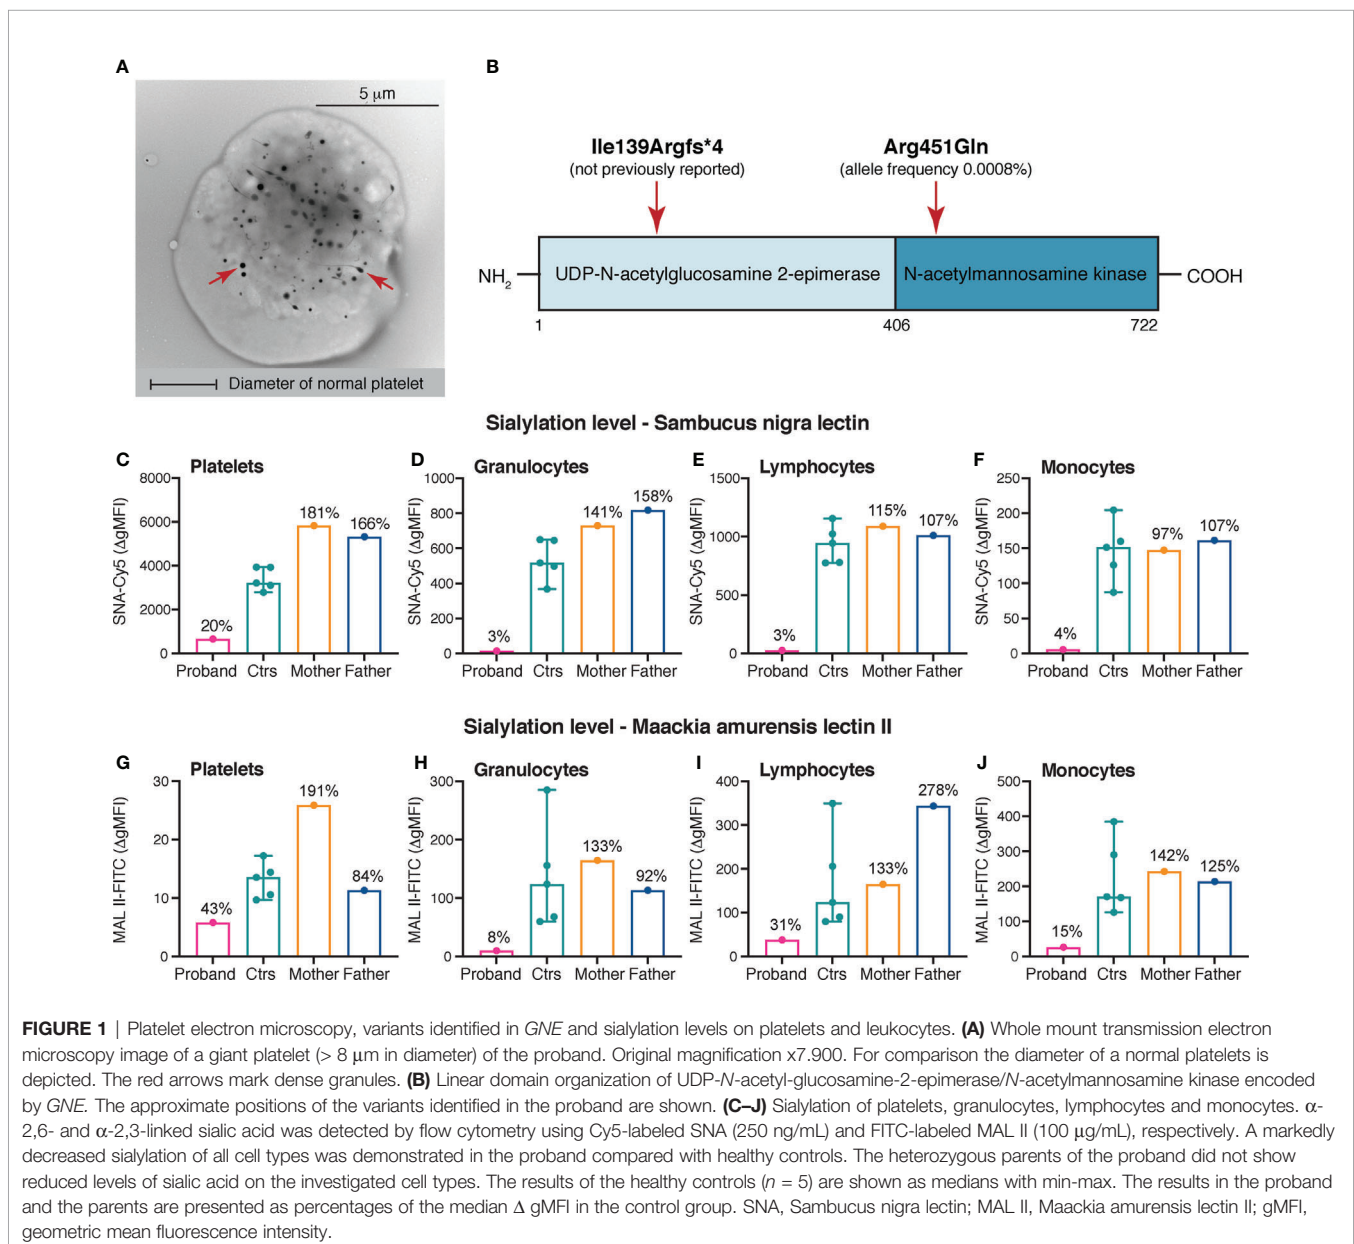 A
5 μm
Diameter of normal platelet
B
Ile139Argfs*4
(not previously reported)
Arg451Gln
(allele frequency 0.0008%)
NH2
UDP-N-acetylglucosamine 2-epimerase
N-acetylmannosamine kinase
COOH
1
406
722
Sialylation level - Sambucus nigra lectin
C
Platelets
SNA-Cy5 (ΔgMFI)
8000
6000
4000
2000
0
20%
181%
166%
Proband
Ctrs
Mother
Father
D
Granulocytes
SNA-Cy5 (ΔgMFI)
1000
800
600
400
200
0
3%
141%
158%
Proband
Ctrs
Mother
Father
E
Lymphocytes
SNA-Cy5 (ΔgMFI)
1500
1000
500
0
3%
115%
107%
Proband
Ctrs
Mother
Father
F
Monocytes
SNA-Cy5 (ΔgMFI)
250
200
150
100
50
0
4%
97%
107%
Proband
Ctrs
Mother
Father
Sialylation level - Maackia amurensis lectin II
G
Platelets
MAL II-FITC (ΔgMFI)
30
20
10
0
43%
191%
84%
Proband
Ctrs
Mother
Father
H
Granulocytes
MAL II-FITC (ΔgMFI)
300
200
100
0
8%
133%
92%
Proband
Ctrs
Mother
Father
I
Lymphocytes
MAL II-FITC (ΔgMFI)
400
300
200
100
0
31%
133%
278%
Proband
Ctrs
Mother
Father
J
Monocytes
MAL II-FITC (ΔgMFI)
500
400
300
200
100
0
15%
142%
125%
Proband
Ctrs
Mother
Father
FIGURE 1 | Platelet electron microscopy, variants identified in GNE and sialylation levels on platelets and leukocytes. (A) Whole mount transmission electron
microscopy image of a giant platelet (> 8 μm in diameter) of the proband. Original magnification x7.900. For comparison the diameter of a normal platelets is
depicted. The red arrows mark dense granules. (B) Linear domain organization of UDP-N-acetyl-glucosamine-2-epimerase/N-acetylmannosamine kinase encoded
by GNE. The approximate positions of the variants identified in the proband are shown. (C–J) Sialylation of platelets, granulocytes, lymphocytes and monocytes. α-
2,6- and α-2,3-linked sialic acid was detected by flow cytometry using Cy5-labeled SNA (250 ng/mL) and FITC-labeled MAL II (100 μg/mL), respectively. A markedly
decreased sialylation of all cell types was demonstrated in the proband compared with healthy controls. The heterozygous parents of the proband did not show
reduced levels of sialic acid on the investigated cell types. The results of the healthy controls (n = 5) are shown as medians with min-max. The results in the proband
and the parents are presented as percentages of the median Δ gMFI in the control group. SNA, Sambucus nigra lectin; MAL II, Maackia amurensis lectin II; gMFI,
geometric mean fluorescence intensity.